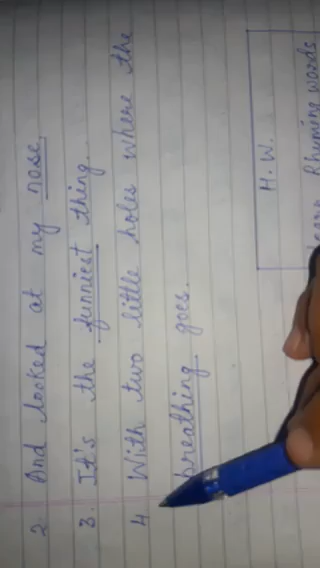 2. And looked at my nose.
3. It's the funniest thing.
4 With two little holes where the
breathing goes.
H.W.
Learn Rhyming words